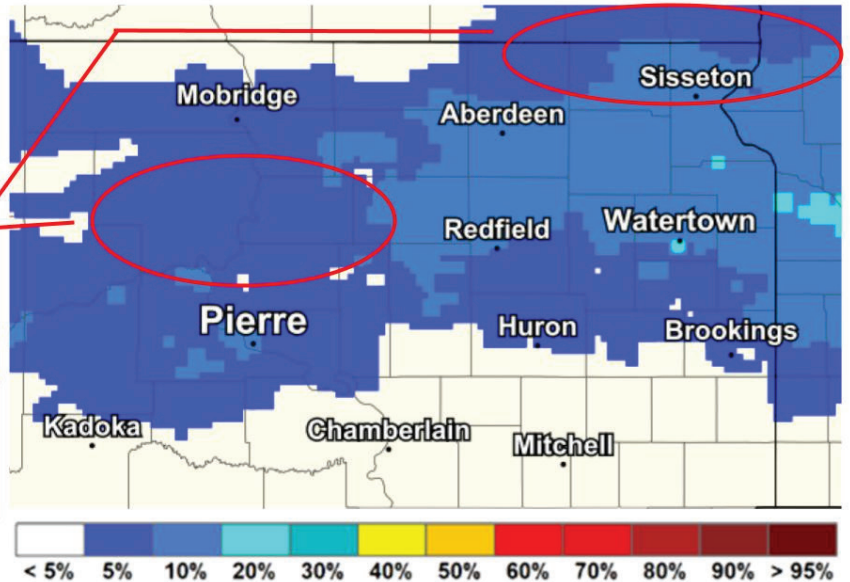 Mobridge
Sisseton
Aberdeen
Redfield
Watertown
Pierre
Huron
Brookings
Kadoka
Chamberlain
Mitchell
< 5% 5% 10% 20% 30% 40% 50% 60% 70% 80% 90% > 95%